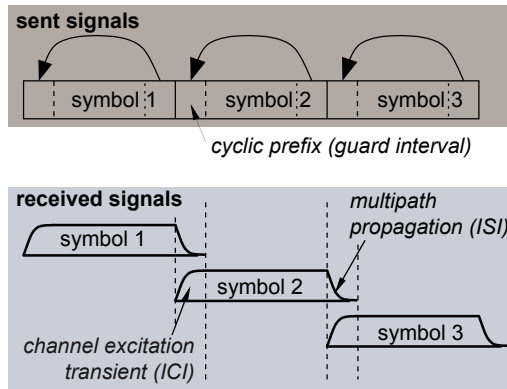 sent signals
symbol 1
symbol 2
symbol 3
cyclic prefix (guard interval)
received signals
multipath
propagation (ISI)
symbol 1
symbol 2
channel excitation
transient (ICI)
symbol 3